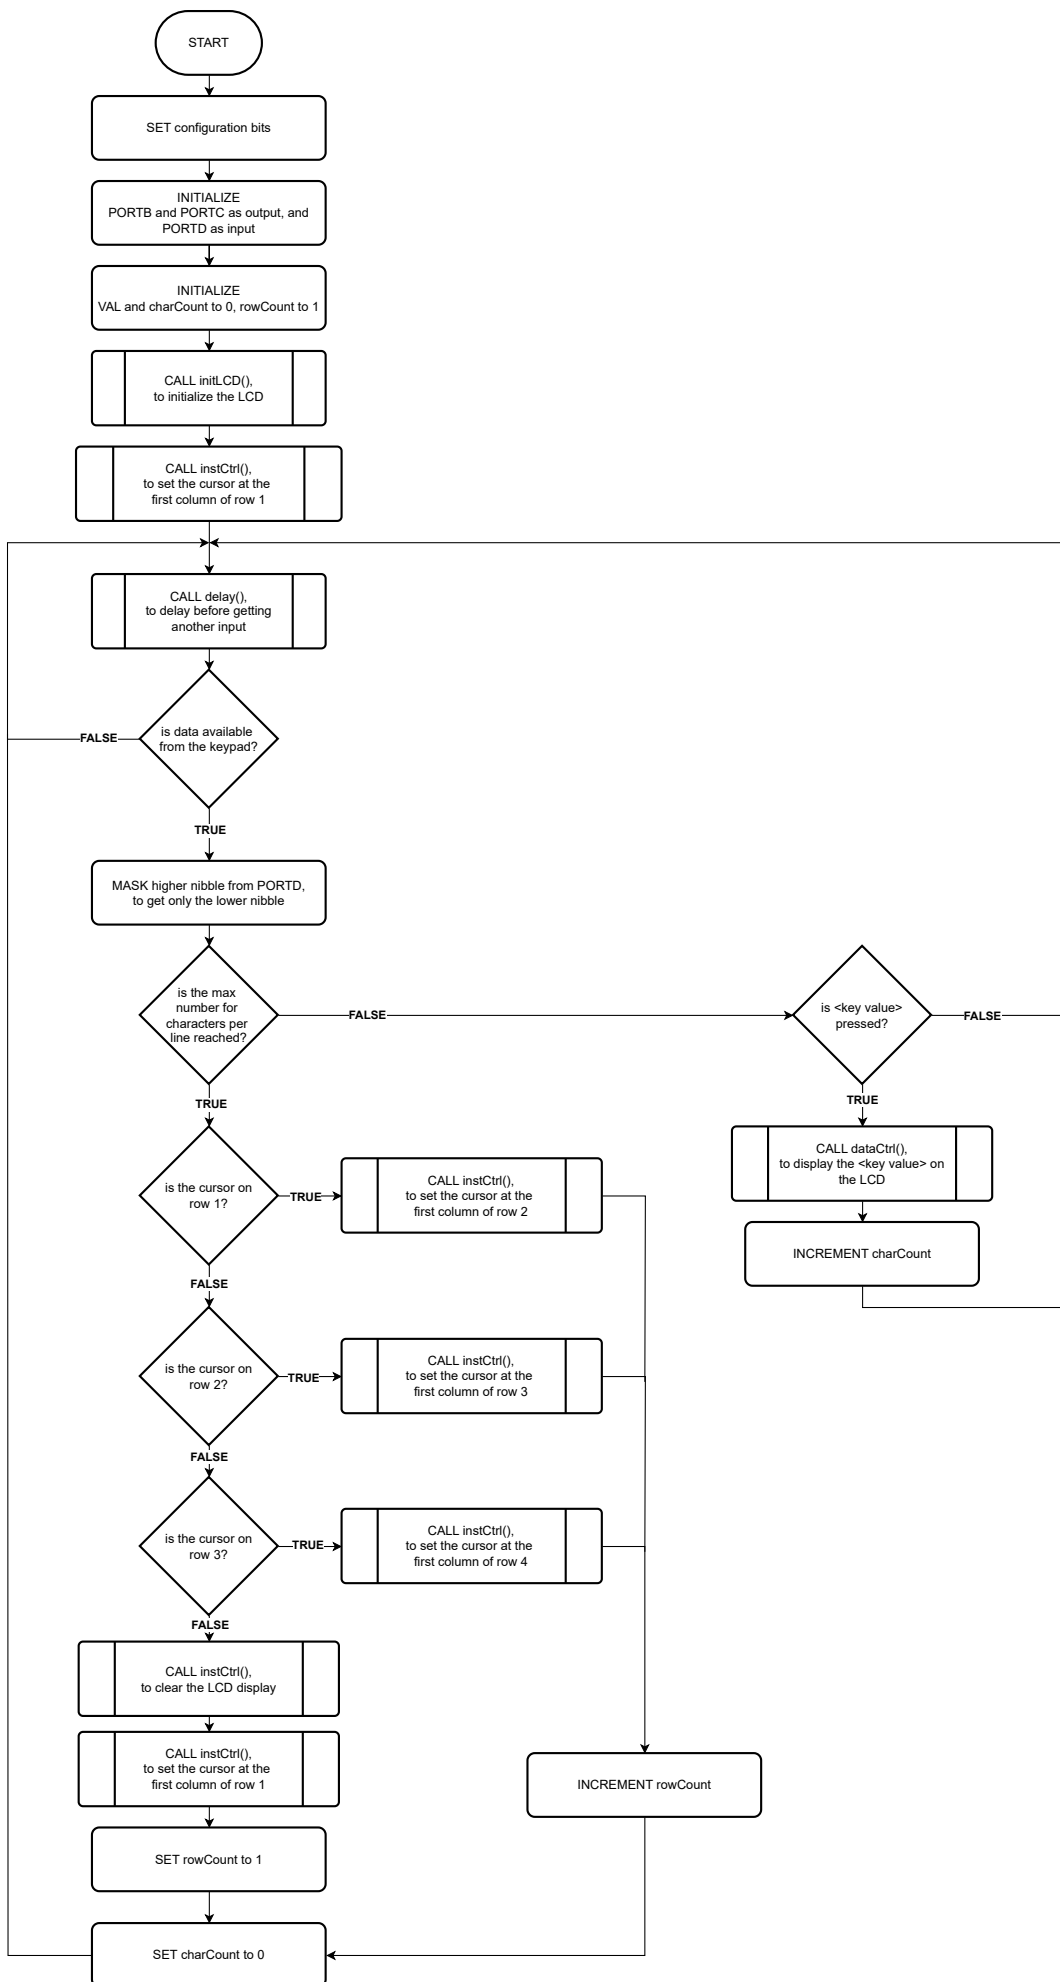 START
SET configuration bits
INITIALIZE
PORTB and PORTC as output, and
PORTD as input
INITIALIZE
VAL and charCount to 0, rowCount to 1
CALL initLCD(),
to initialize the LCD
CALL instCtrl(),
to set the cursor at the
first column of row 1
CALL delay(),
to delay before getting
another input
is data available
from the keypad?
FALSE
TRUE
MASK higher nibble from PORTD,
to get only the lower nibble
is the max
number for
characters per
line reached?
FALSE
is <key value>
pressed?
FALSE
TRUE
TRUE
CALL dataCtrl(),
to display the <key value> on
the LCD
is the cursor on
row 1?
TRUE
CALL instCtrl(),
to set the cursor at the
first column of row 2
INCREMENT charCount
FALSE
is the cursor on
row 2?
TRUE
CALL instCtrl(),
to set the cursor at the
first column of row 3
FALSE
is the cursor on
row 3?
TRUE
CALL instCtrl(),
to set the cursor at the
first column of row 4
FALSE
CALL instCtrl(),
to clear the LCD display
CALL instCtrl(),
to set the cursor at the
first column of row 1
INCREMENT rowCount
SET rowCount to 1
SET charCount to 0